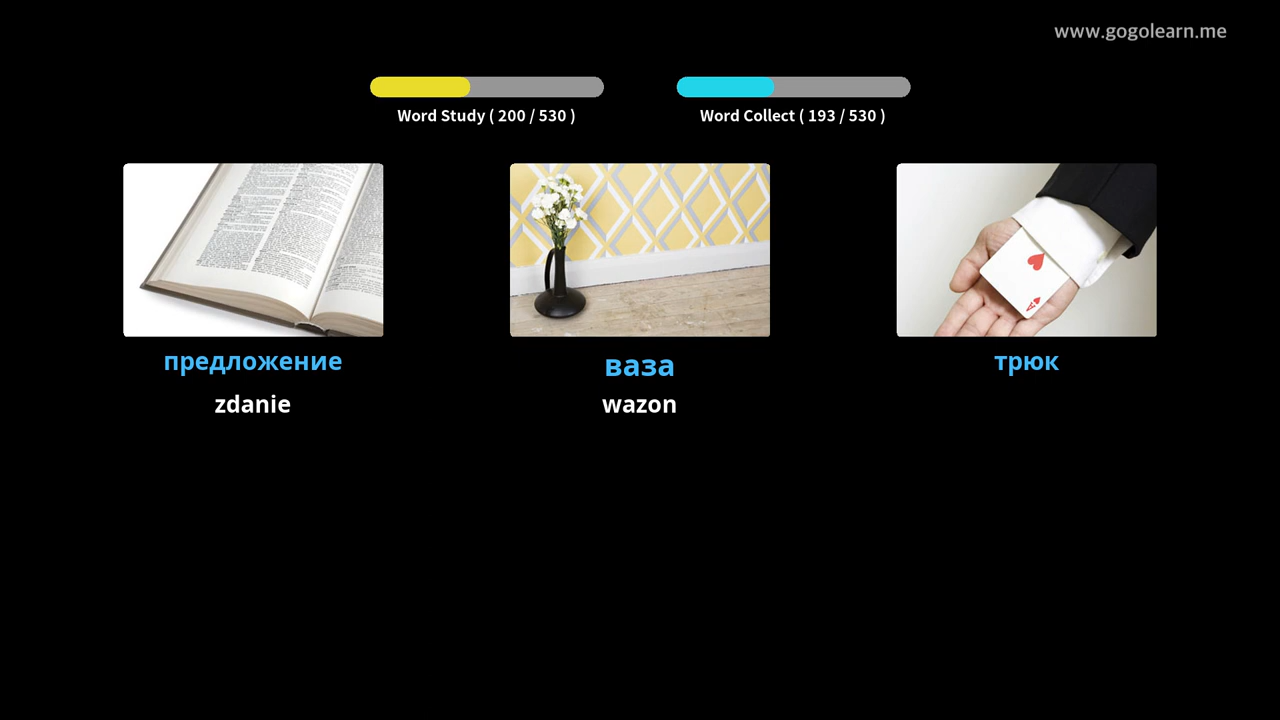 www.gogolearn.me
Word Study ( 200 / 530 )
Word Collect ( 193 / 530 )
предложение
ваза
трюк
zdanie
wazon